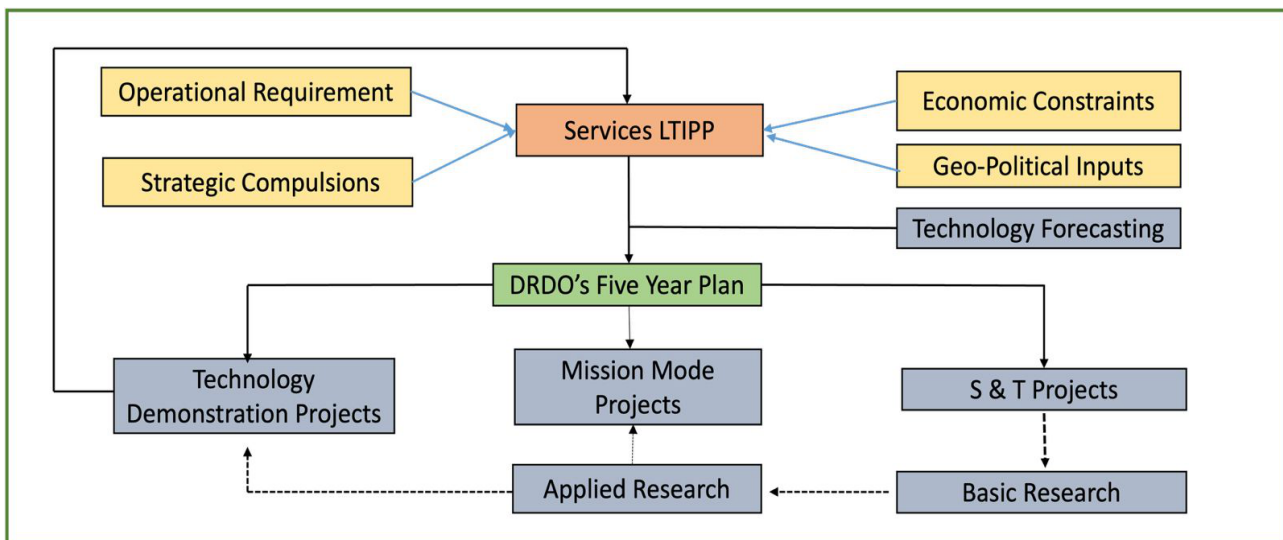 Operational Requirement
Economic Constraints
Services LTIPP
Strategic Compulsions
Geo-Political Inputs
Technology Forecasting
DRDO’s Five Year Plan
Technology
Demonstration Projects
Mission Mode
Projects
S & T Projects
Applied Research
Basic Research